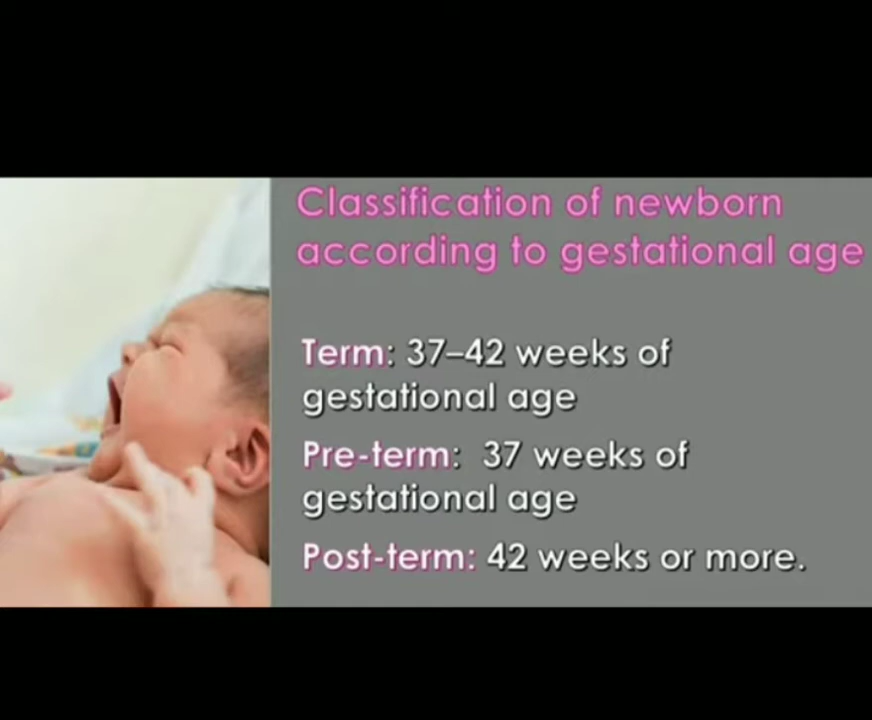 Classification of newborn
according to gestational age
Term: 37–42 weeks of
gestational age
Pre-term: 37 weeks of
gestational age
Post-term: 42 weeks or more.